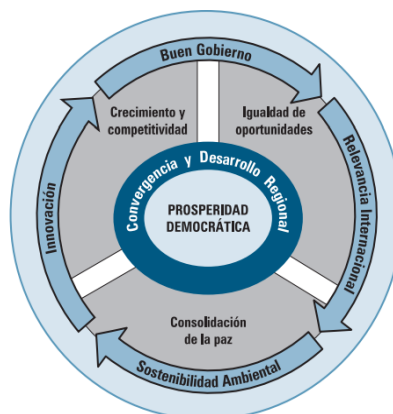 Buen Gobierno
Crecimiento y
competitividad
Igualdad de
oportunidades
Innovación
Convergencia y Desarrollo Regional
Relevancia Internacional
PROSPERIDAD
DEMOCRÁTICA
Consolidación
de la paz
Sostenibilidad Ambiental